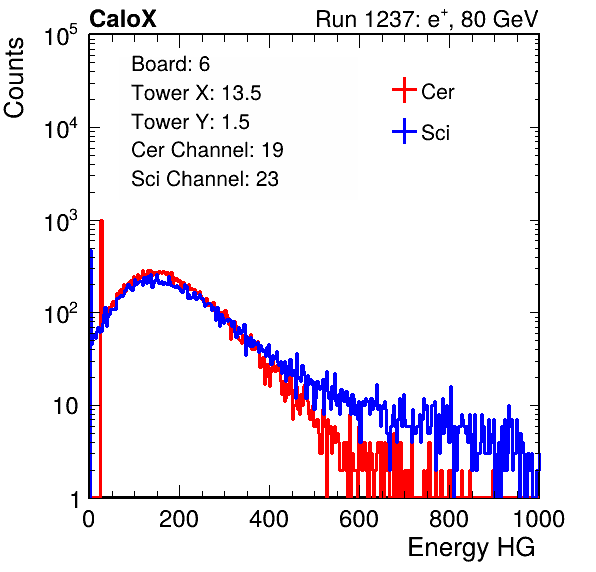 CaloX Run 1237: e⁺, 80 GeV
Counts
10⁵
10⁴
10³
10²
10
1
Board: 6
Tower X: 13.5
Tower Y: 1.5
Cer Channel: 19
Sci Channel: 23
Cer
Sci
0 200 400 600 800 1000
Energy HG